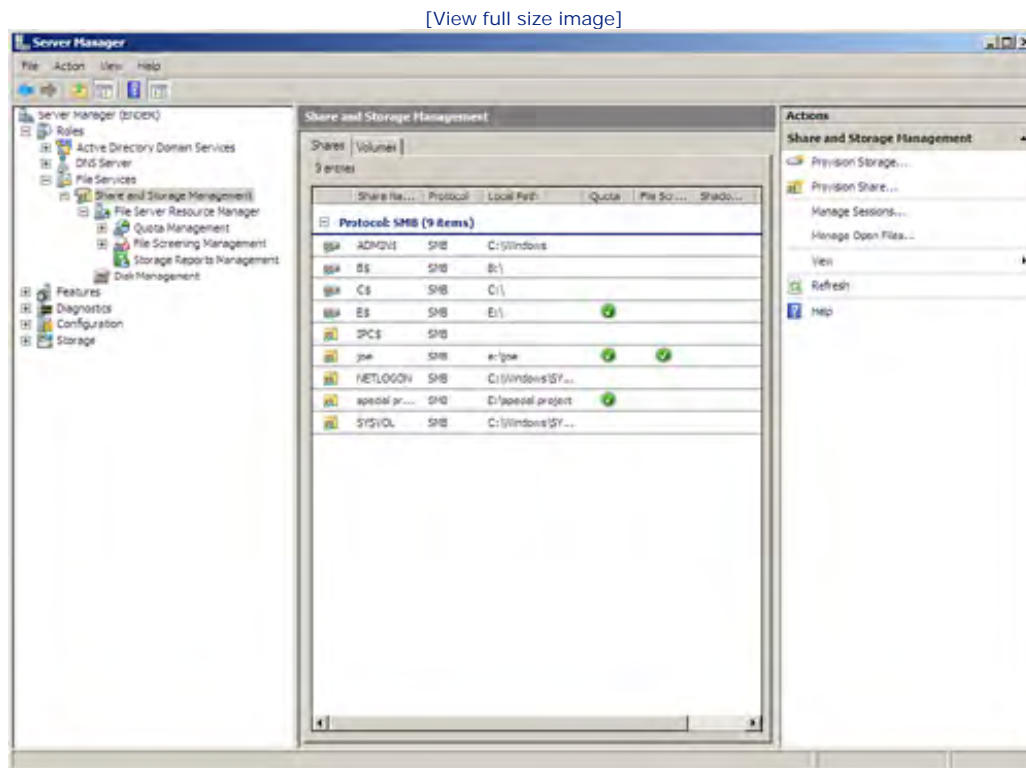 [View full size image]
Server Manager
File Action View Help
Server Manager
Roles
Active Directory Domain Services
DNS Server
File Services
Share and Storage Management
File Server Resource Manager
Quota Management
File Screening Management
Storage Reports Management
Disk Management
Features
Diagnostics
Configuration
Storage
Share and Storage Management
Shares Volumes
entries
Share Na... Protocol Local Path Quota File Scr... Shado...
Protocol: SMB (9 items)
ADMIN$ SMB C:\Windows
B$ SMB B:\
C$ SMB C:\
E$ SMB E:\
IPC$ SMB
joe SMB e:\joe
NETLOGON SMB C:\Windows\SY...
special pr... SMB special project
SYSVOL SMB C:\Windows\SY...
Actions
Share and Storage Management
Provision Storage...
Provision Share...
Manage Sessions...
Manage Open Files...
View
Refresh
Help